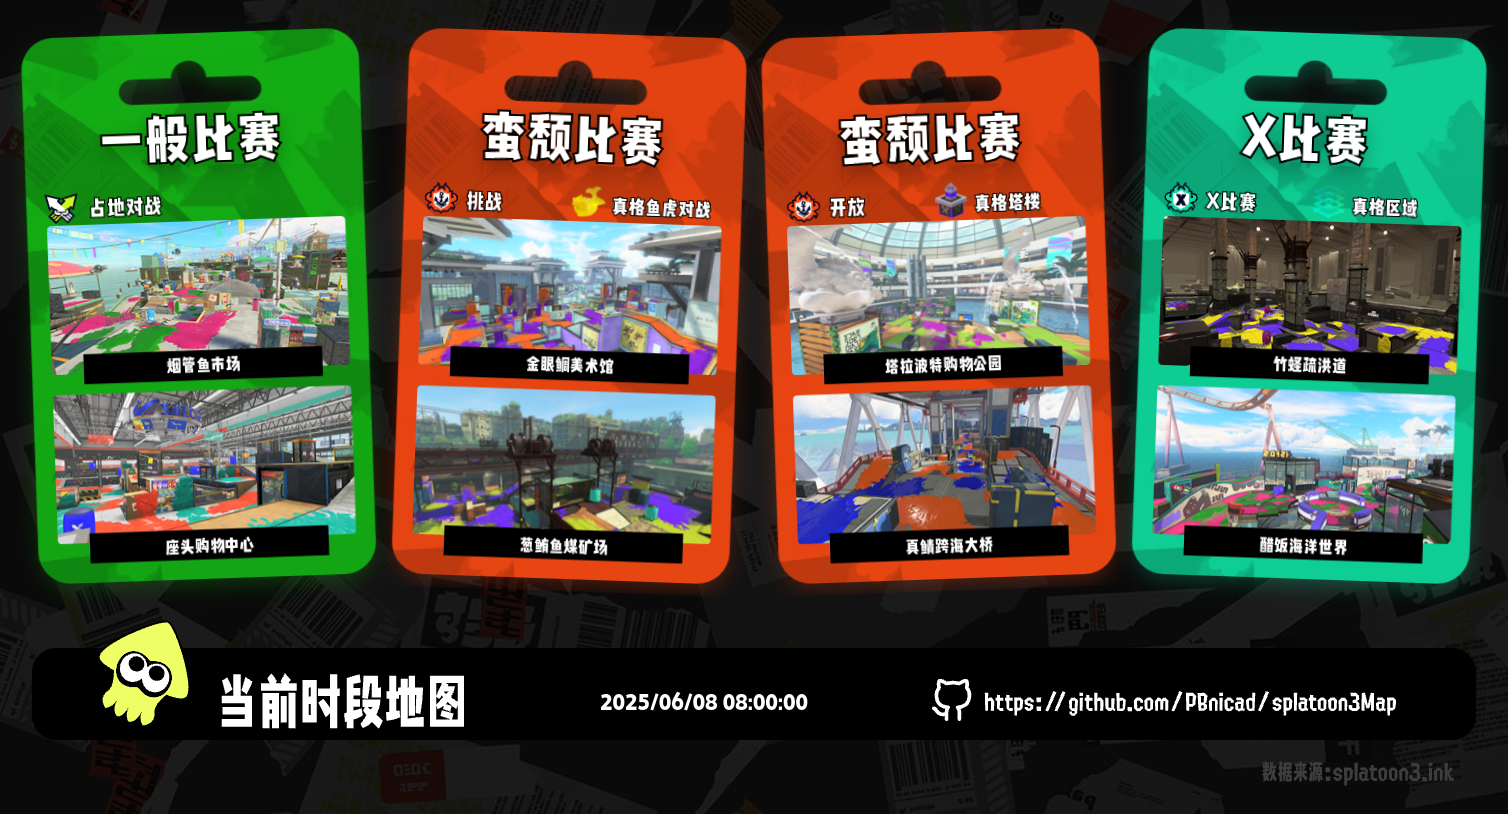 一般比赛
占地对战
烟管鱼市场
座头购物中心
蛮颓比赛
挑战
真格鱼虎对战
金眼鲷美术馆
葱鲔鱼煤矿场
蛮颓比赛
开放
真格塔楼
塔拉波特购物公园
真鲭跨海大桥
X比赛
X比赛
真格区域
竹蛏疏洪道
醋饭海洋世界
当前时段地图
2025/06/08 08:00:00
https://github.com/PBnicad/splatoon3Map
数据来源:splatoon3.ink